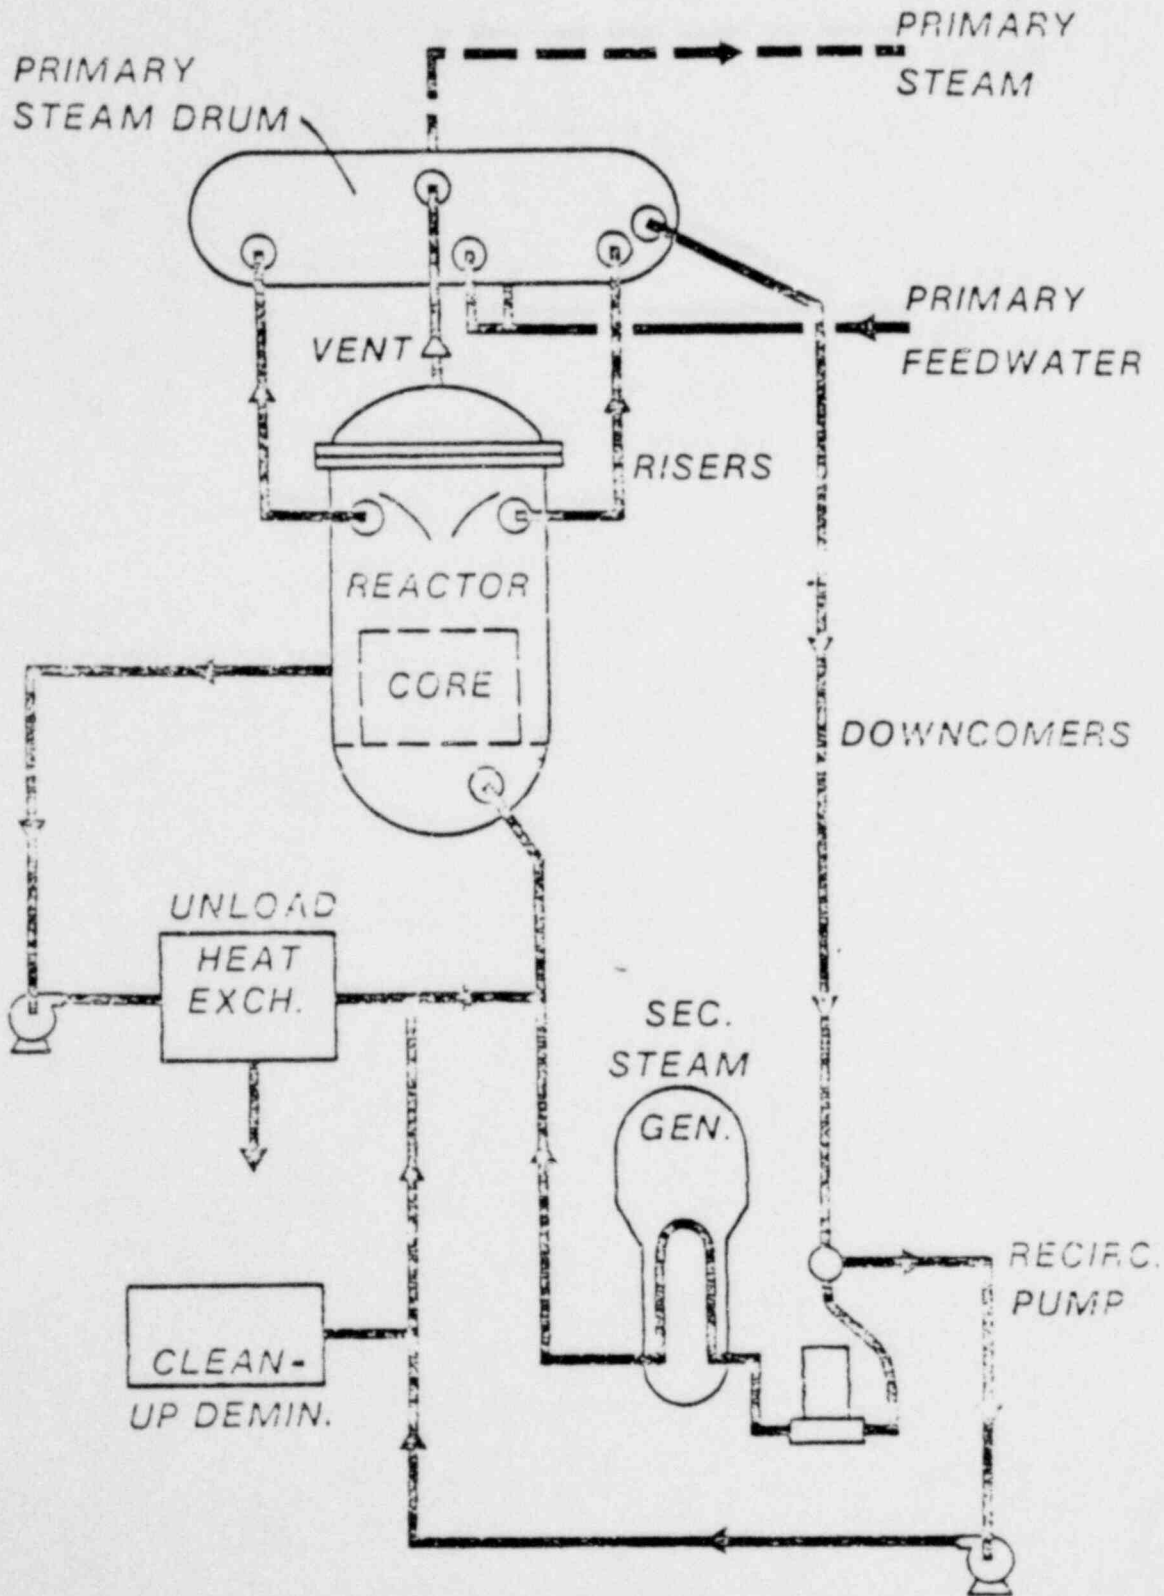 PRIMARY
STEAM
PRIMARY
STEAM DRUM
PRIMARY
FEEDWATER
VENT
RISERS
REACTOR
CORE
DOWNCOMERS
UNLOAD
HEAT
EXCH.
SEC.
STEAM
GEN.
RECIRC.
PUMP
CLEAN-
UP DEMIN.